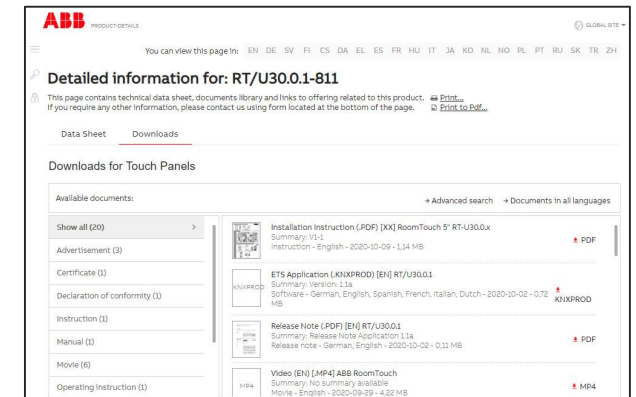 ABB PRODUCT-DETAILS
GLOBAL SITE
You can view this page in: EN DE SV FI CS DA EL ES FR HU IT JA KO NL NO PL PT RU SK TR ZH
Detailed information for: RT/U30.0.1-811
This page contains technical data sheet, documents library and links to offering related to this product. Print...
If you require any other information, please contact us using form located at the bottom of the page. Print to Pdf...
Data Sheet Downloads
Downloads for Touch Panels
Available documents:
→ Advanced search → Documents in all languages
Show all (20) >
Advertisement (3)
Certificate (1)
Declaration of conformity (1)
Instruction (1)
Manual (1)
Movie (6)
Operating instruction (1)
Installation Instruction (.PDF) [XX] RoomTouch 5" RT-U30.0.x
Summary: V1-1
Instruction - English - 2020-10-09 - 1,14 MB
PDF
KNXPROD
ETS Application (.KNXPROD) [EN] RT/U30.0.1
Summary: Version: 1.1a
Software - German, English, Spanish, French, Italian, Dutch - 2020-10-02 - 0,72
MB
KNXPROD
Release Note (.PDF) [EN] RT/U30.0.1
Summary: Release Note Application 1.1a
Release note - German, English - 2020-10-02 - 0,11 MB
PDF
MP4
Video (EN) [.MP4] ABB RoomTouch
Summary: No summary available
Movie - English - 2020-09-29 - 4,22 MB
MP4